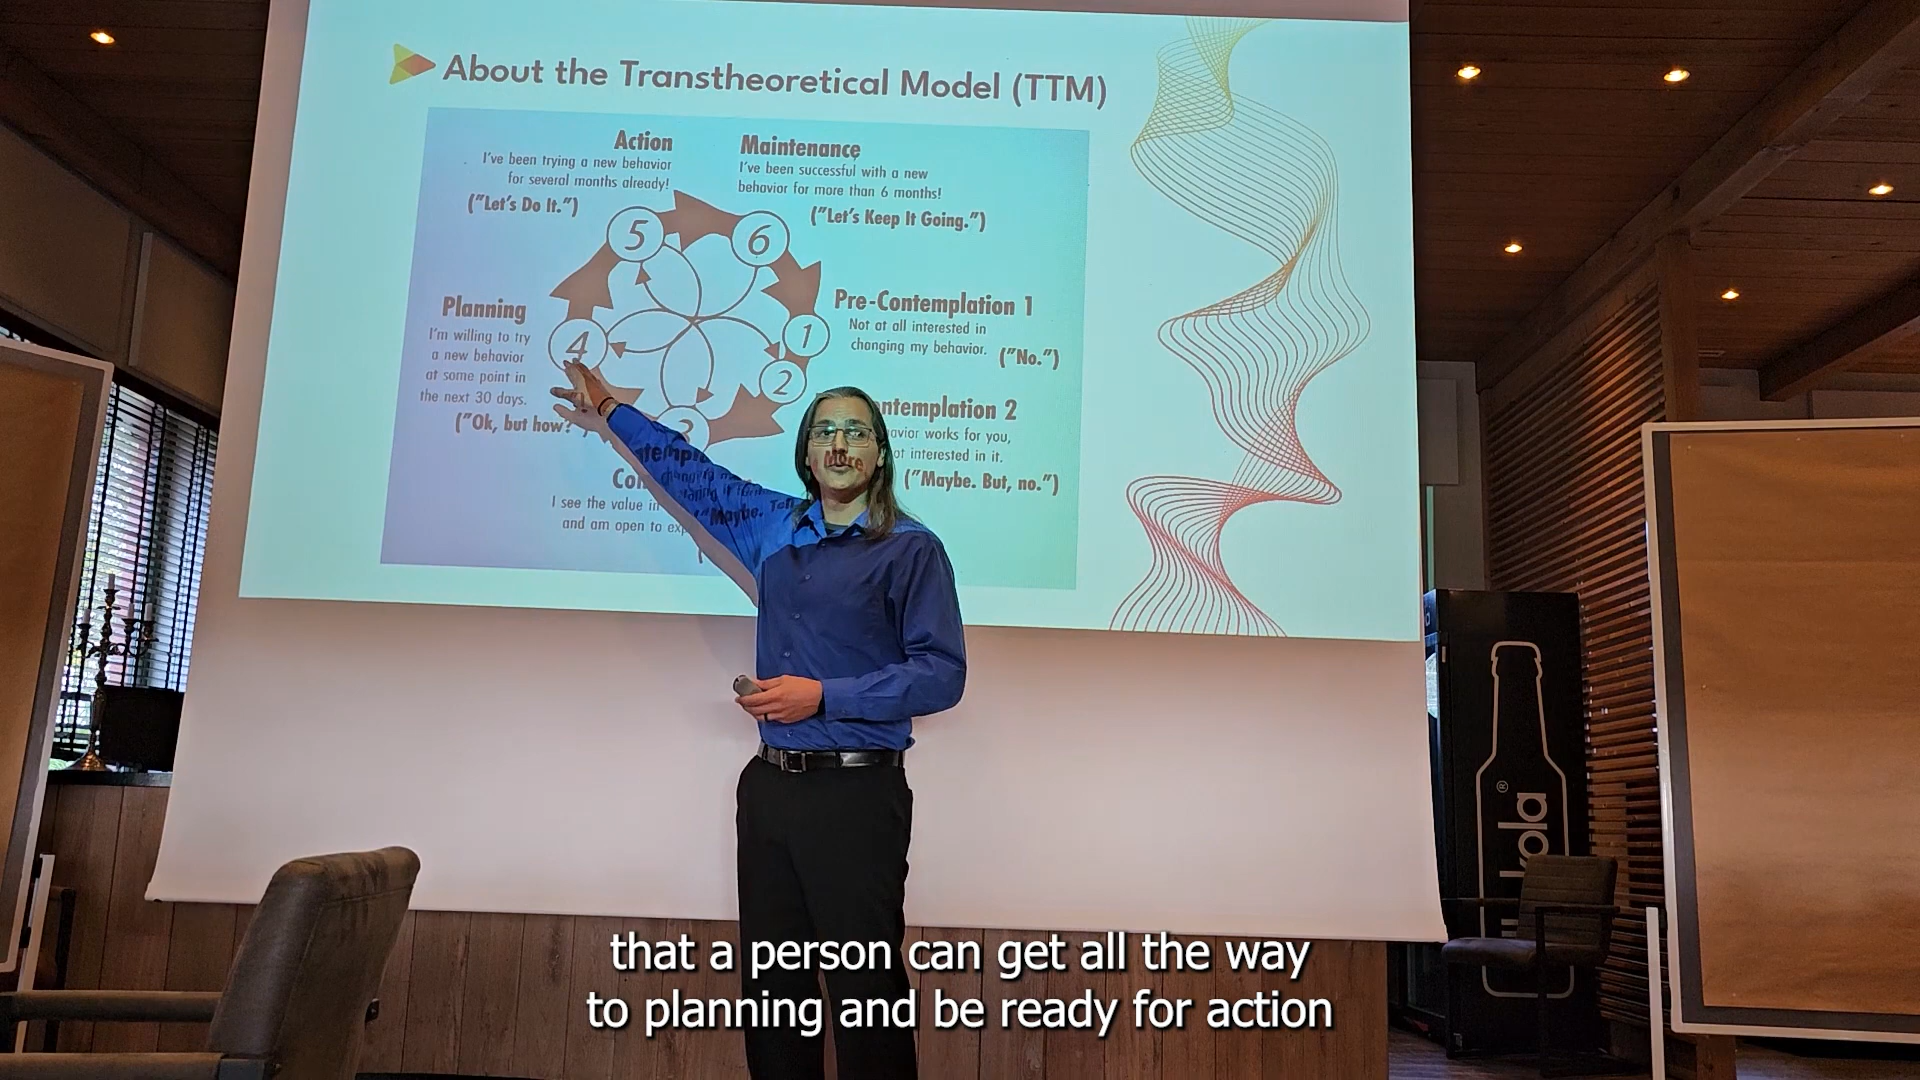 About the Transtheoretical Model (TTM)
Action
I've been trying a new behavior
for several months already!
("Let's Do It.")
Maintenance
I've been successful with a new
behavior for more than 6 months!
("Let's Keep It Going.")
5
6
Planning
I'm willing to try
a new behavior
at some point in
the next 30 days.
("Ok, but how?"
4
1
Pre-Contemplation 1
Not at all interested in
changing my behavior.
("No.")
2
3
ntemplation 2
avior works for you,
ot interested in it.
("Maybe. But, no.")
More
Con
I see the value in
and am open to exp
("Maybe. Tell
kola®
that a person can get all the way
to planning and be ready for action